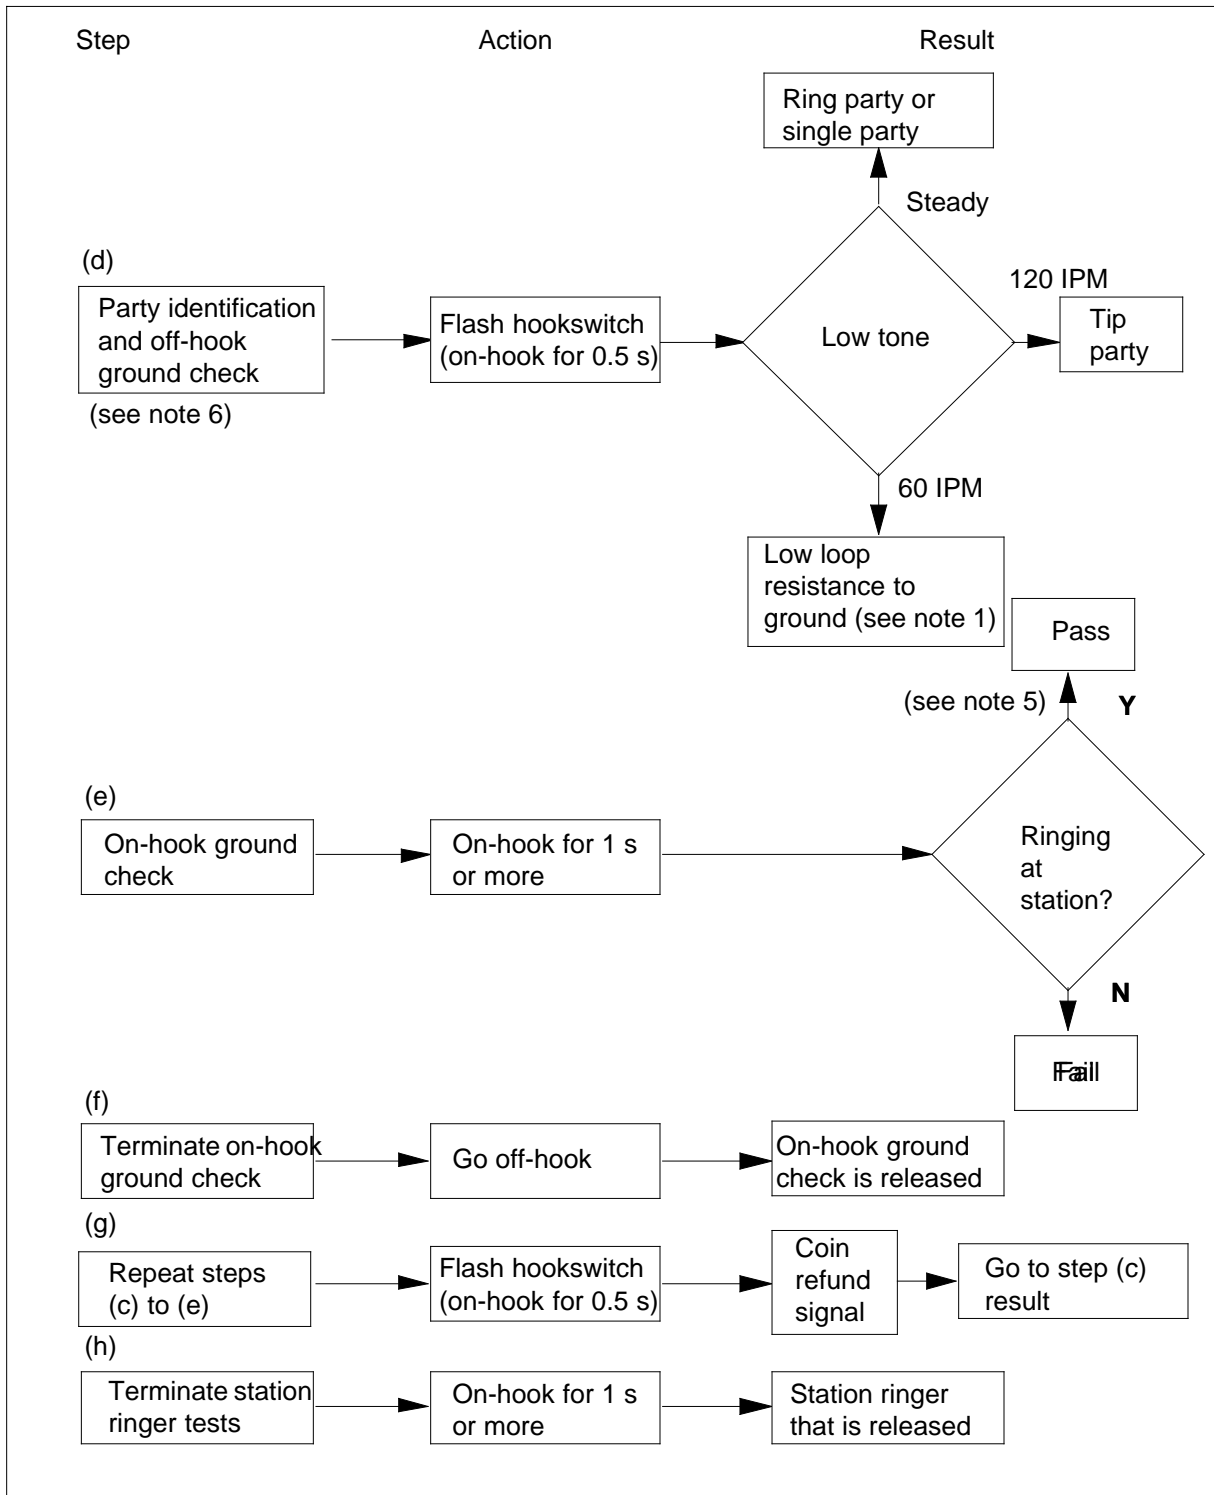 Step
Action
Result
Ring party or
single party
Steady
(d)
120 IPM
Party identification
and off-hook
ground check
Flash hookswitch
(on-hook for 0.5 s)
Low tone
Tip
party
(see note 6)
60 IPM
Low loop
resistance to
ground (see note 1)
Pass
(see note 5)
Y
(e)
On-hook ground
check
On-hook for 1 s
or more
Ringing
at
station?
N
Fail
(f)
Terminate on-hook
ground check
Go off-hook
On-hook ground
check is released
(g)
Repeat steps
(c) to (e)
Flash hookswitch
(on-hook for 0.5 s)
Coin
refund
signal
Go to step (c)
result
(h)
Terminate station
ringer tests
On-hook for 1 s
or more
Station ringer
that is released